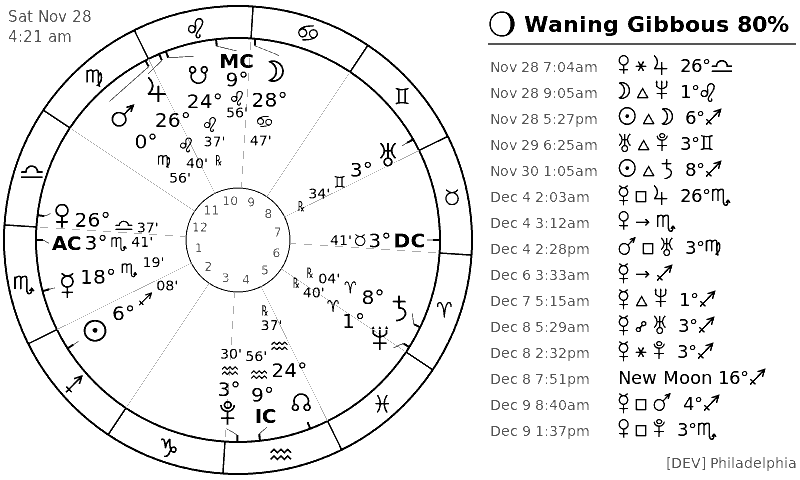 Sat Nov 28
4:21 am
☽ Waning Gibbous 80%
Nov 28 7:04am ♀ ⚹ ♃ 26°♎
Nov 28 9:05am ☽ △ ♆ 1°♌
Nov 28 5:27pm ☉ △ ☽ 6°♐
Nov 29 6:25am ♅ △ ♇ 3°♊
Nov 30 1:05am ☉ △ ♄ 8°♐
Dec 4 2:03am ☿ □ ♃ 26°♏
Dec 4 3:12am ♀ → ♏
Dec 4 2:28pm ♂ □ ♅ 3°♍
Dec 6 3:33am ☿ → ♐
Dec 7 5:15am ☿ △ ♆ 1°♐
Dec 8 5:29am ☿ ☍ ♅ 3°♐
Dec 8 2:32pm ☿ ⚹ ♇ 3°♐
Dec 8 7:51pm New Moon 16°♐
Dec 9 8:40am ☿ □ ♂ 4°♐
Dec 9 1:37pm ♀ □ ♇ 3°♏
[DEV] Philadelphia
♌
♋
♊
♉
♈
♓
♒
♑
♐
♏
♎
♍
MC 9° ♌ 56'
☽ 28° ♋ 47'
☋ 24° ♌ 37' ℞
♃ 26° ♌ 40'
♂ 0° ♍ 56'
♅ 3° ♊ 34' ℞
♀ 26° ♎ 37'
AC 3° ♏ 41'
41' ♉ 3° DC
☿ 18° ♏ 19'
☉ 6° ♐ 08'
♄ 8° ♈ 04' ℞
♆ 1° ♈ 40' ℞
♇ 3° ♒ 30'
IC 9° ♒ 56'
☊ 24° ♒ 37' ℞
1
2
3
4
5
6
7
8
9
10
11
12